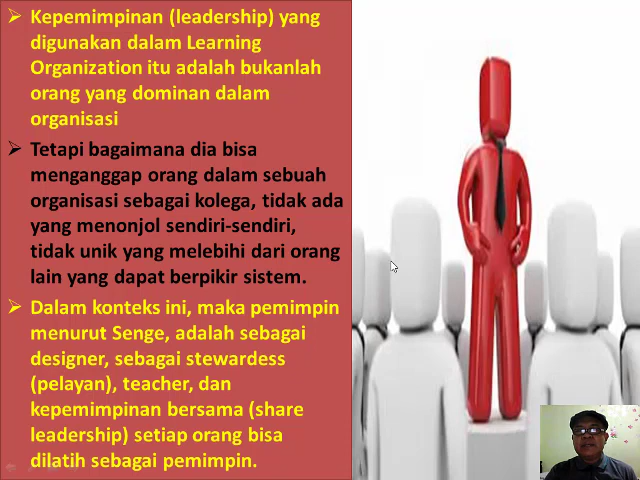 Kepemimpinan (leadership) yang
digunakan dalam Learning
Organization itu adalah bukanlah
orang yang dominan dalam
organisasi
Tetapi bagaimana dia bisa
menganggap orang dalam sebuah
organisasi sebagai kolega, tidak ada
yang menonjol sendiri-sendiri,
tidak unik yang melebihi dari orang
lain yang dapat berpikir sistem.
Dalam konteks ini, maka pemimpin
menurut Senge, adalah sebagai
designer, sebagai stewardess
(pelayan), teacher, dan
kepemimpinan bersama (share
leadership) setiap orang bisa
dilatih sebagai pemimpin.